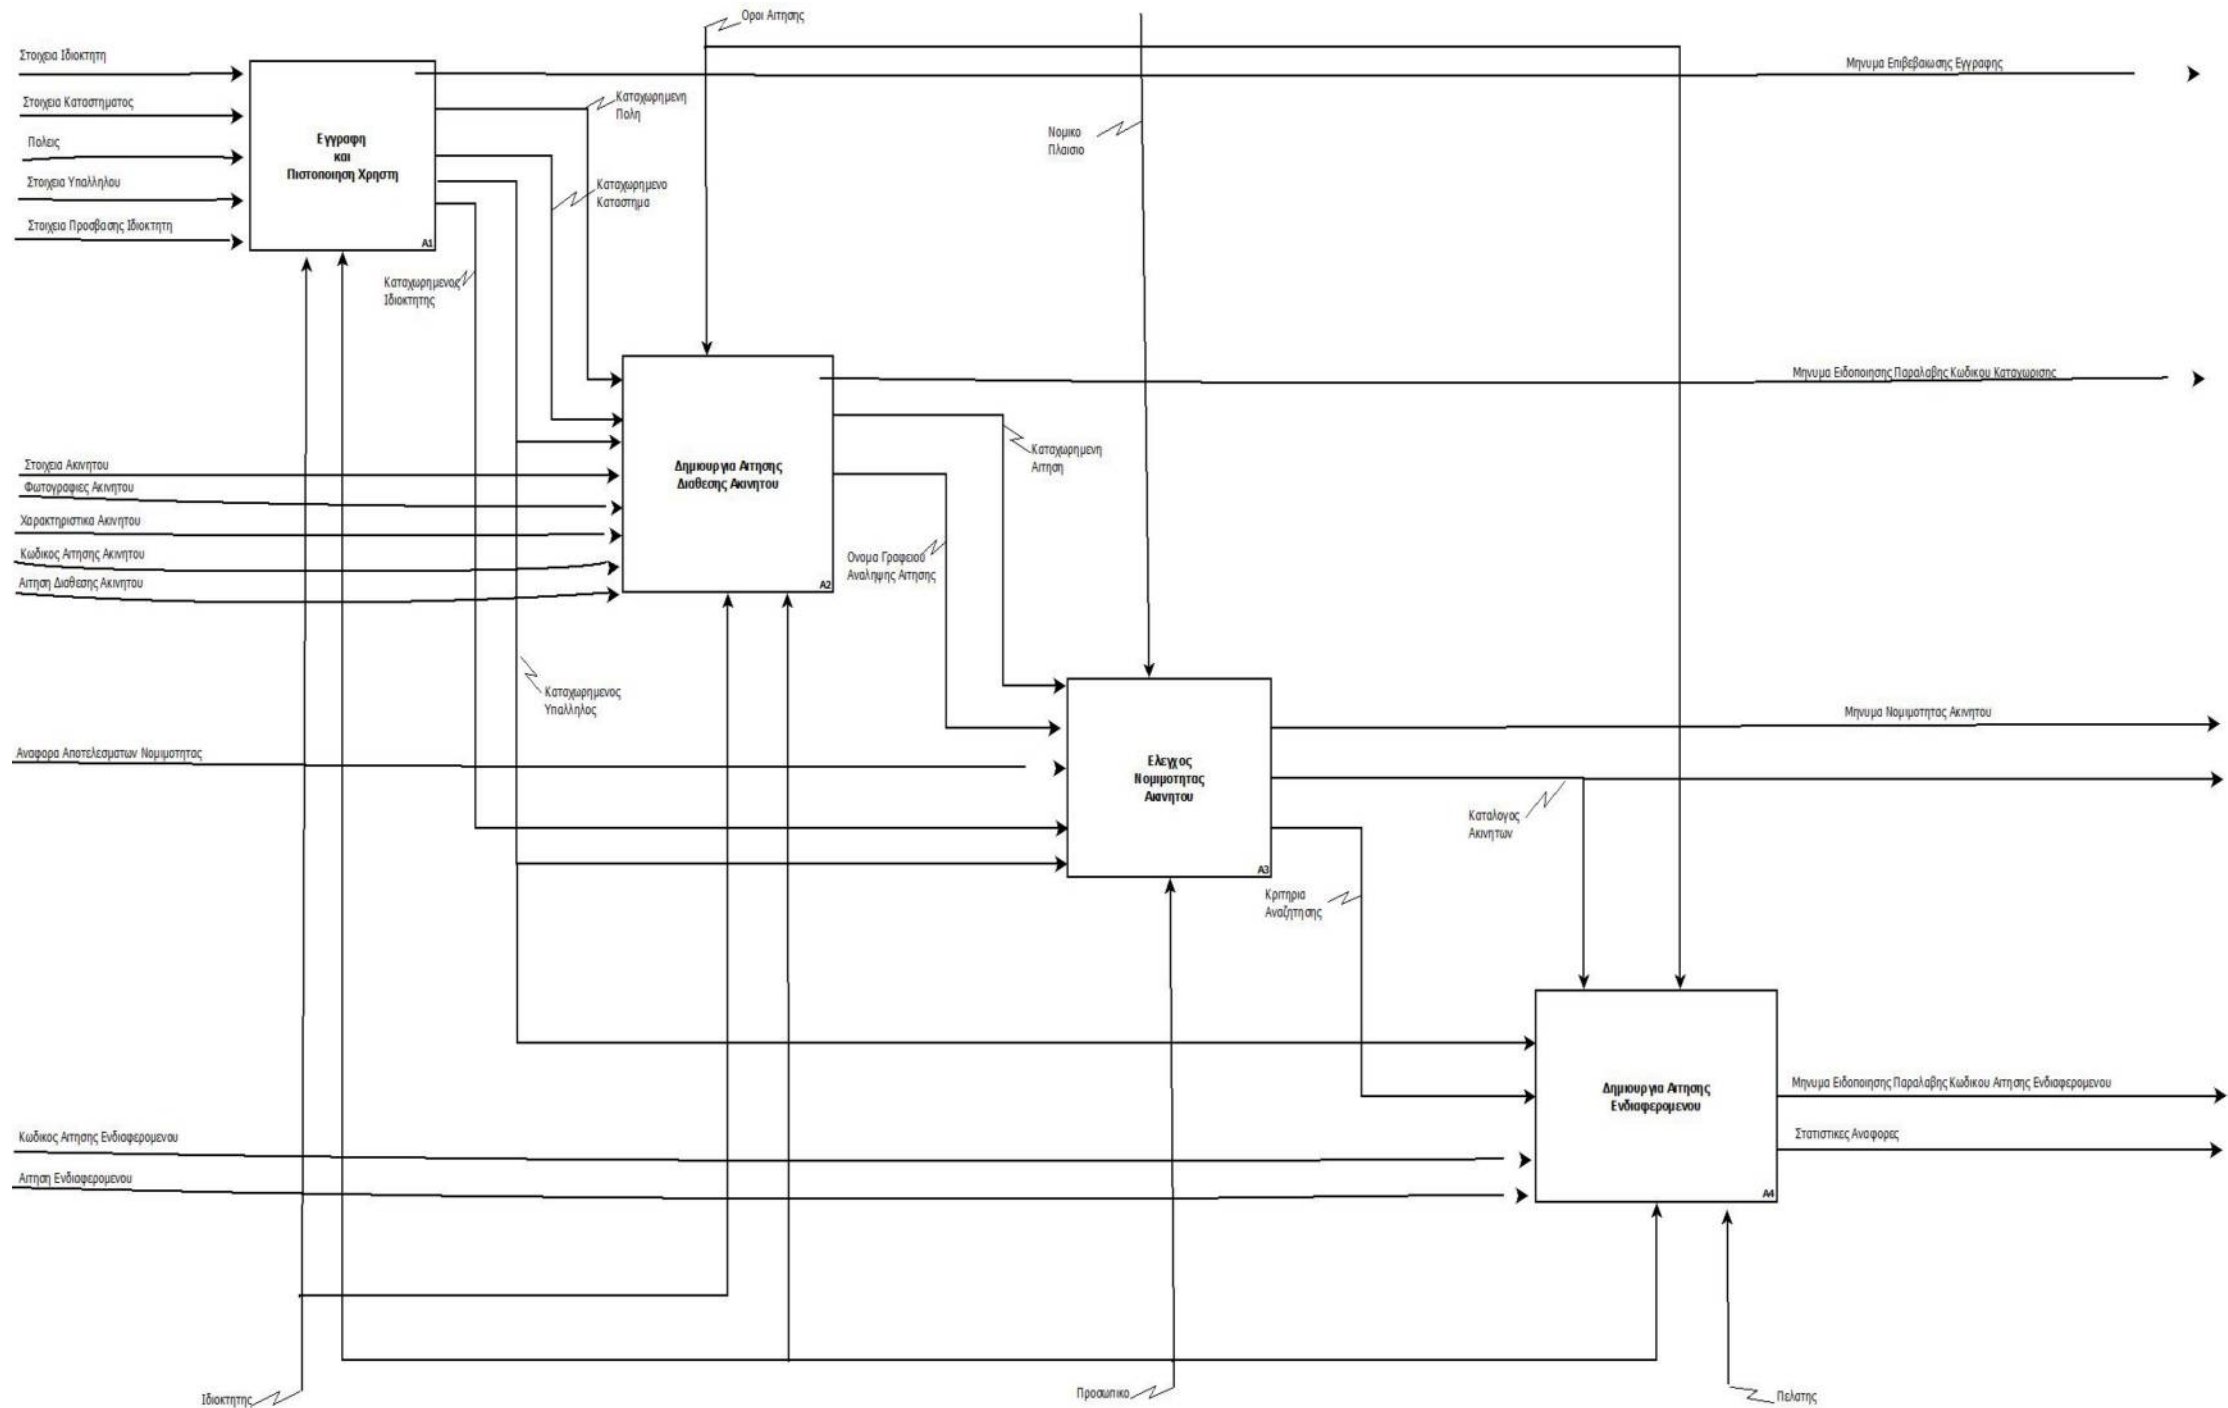 Οροι Αιτησης
Στοιχεια Ιδιοκτητη
Μηνυμα Επιβεβαιωσης Εγγραφης
Στοιχεια Καταστηματος
Καταχωρημενη
Πολη
Πολεις
Εγγραφη
και
Πιστοποιηση Χρηστη
Νομικο
Πλαισιο
Στοιχεια Υπαλληλου
Καταχωρημενο
Καταστημα
Στοιχεια Προσβασης Ιδιοκτητη
A1
Καταχωρημενος
Ιδιοκτητης
Μηνυμα Ειδοποιησης Παραλαβης Κωδικου Καταχωρισης
Καταχωρημενη
Αιτηση
Στοιχεια Ακινητου
Δημιουργια Αιτησης
Διαθεσης Ακινητου
Φωτογραφιες Ακινητου
Χαρακτηριστικα Ακινητου
Κωδικος Αιτησης Ακινητου
Ονομα Γραφειου
Αναληψης Αιτησης
Αιτηση Διαθεσης Ακινητου
A2
Καταχωρημενος
Υπαλληλος
Μηνυμα Νομιμοτητας Ακινητου
Αναφορα Αποτελεσματων Νομιμοτητας
Ελεγχος
Νομιμοτητας
Ακινητου
Καταλογος
Ακινητων
A3
Κριτηρια
Αναζητησης
Μηνυμα Ειδοποιησης Παραλαβης Κωδικου Αιτησης Ενδιαφερομενου
Δημιουργια Αιτησης
Ενδιαφερομενου
Στατιστικες Αναφορες
Κωδικος Αιτησης Ενδιαφερομενου
Αιτηση Ενδιαφερομενου
A4
Ιδιοκτητης
Προσωπικο
Πελατης